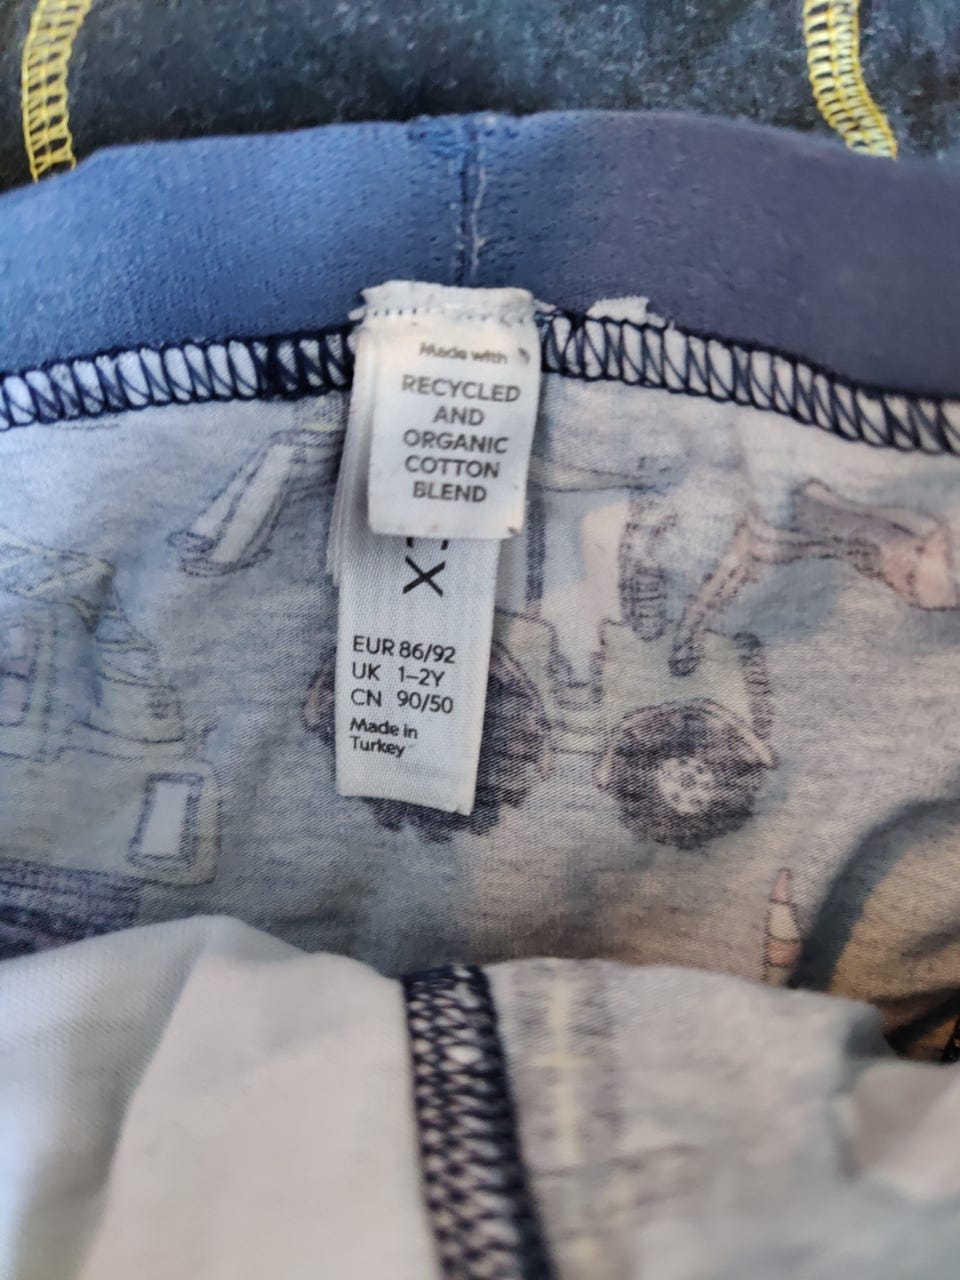 Made with
RECYCLED
AND
ORGANIC
COTTON
BLEND
X
EUR 86/92
UK 1–2Y
CN 90/50
Made in
Turkey